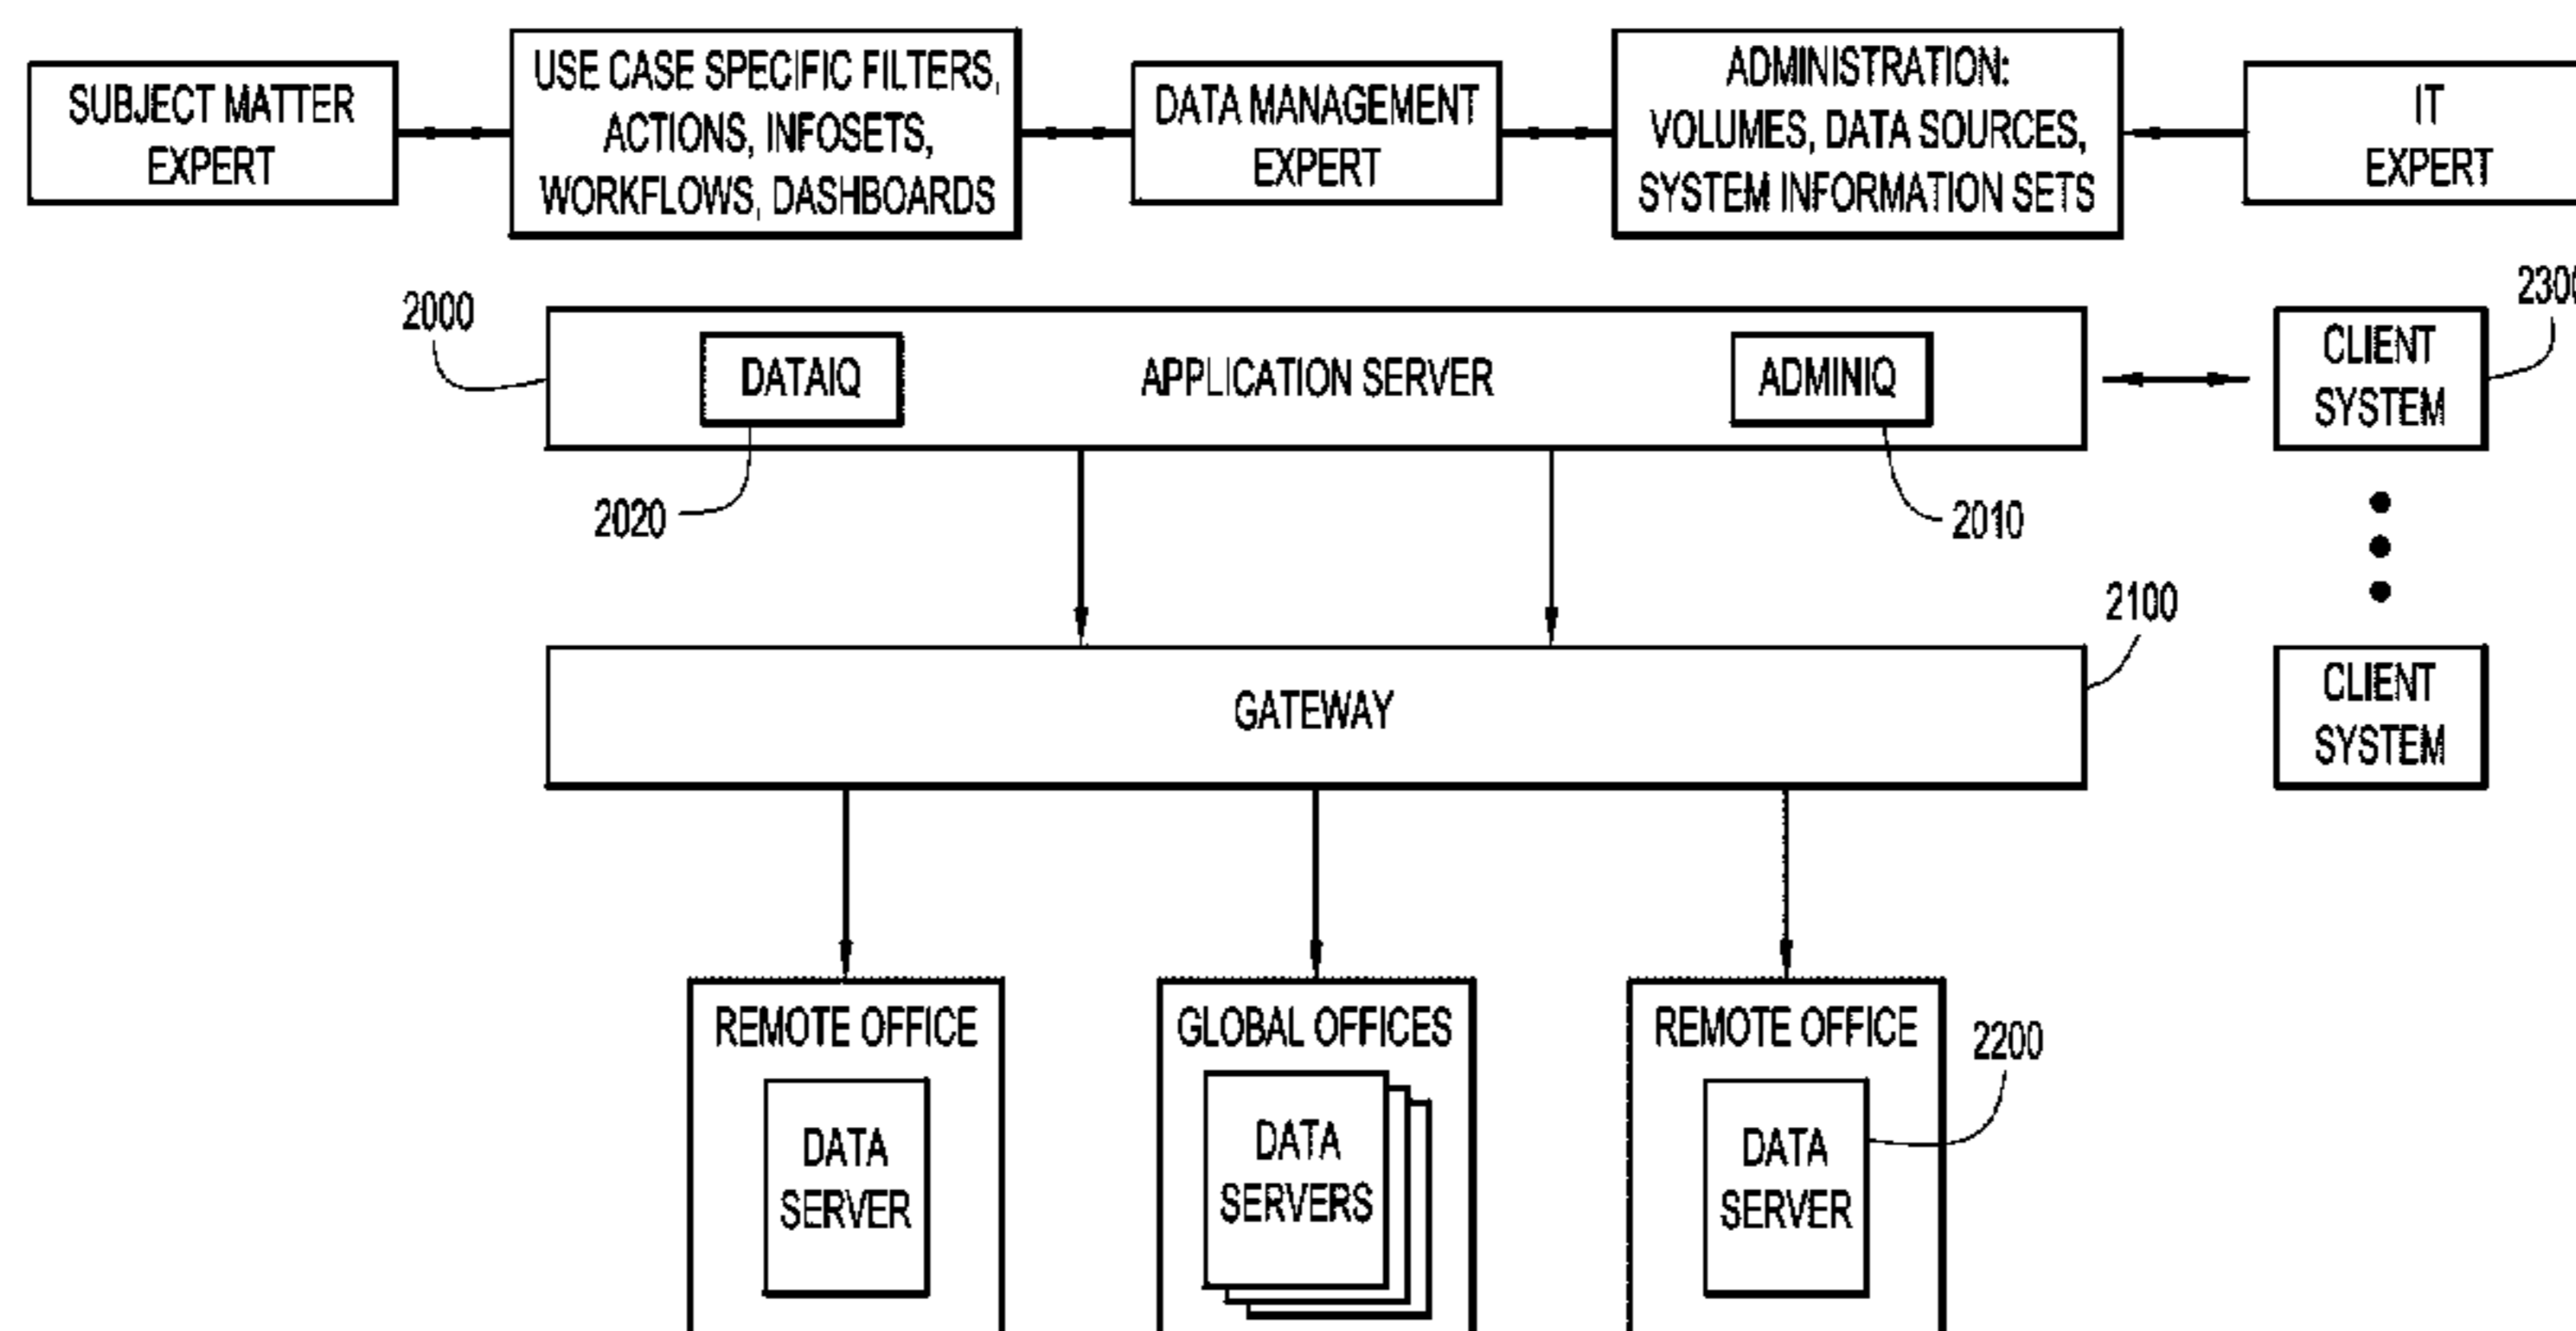 SUBJECT MATTER
EXPERT
USE CASE SPECIFIC FILTERS,
ACTIONS, INFOSETS,
WORKFLOWS, DASHBOARDS
DATA MANAGEMENT
EXPERT
ADMINISTRATION:
VOLUMES, DATA SOURCES,
SYSTEM INFORMATION SETS
IT
EXPERT
2000
DATAIQ
APPLICATION SERVER
ADMINIQ
CLIENT
SYSTEM
2300
2020
2010
2100
GATEWAY
CLIENT
SYSTEM
REMOTE OFFICE
DATA
SERVER
GLOBAL OFFICES
DATA
SERVERS
REMOTE OFFICE
DATA
SERVER
2200